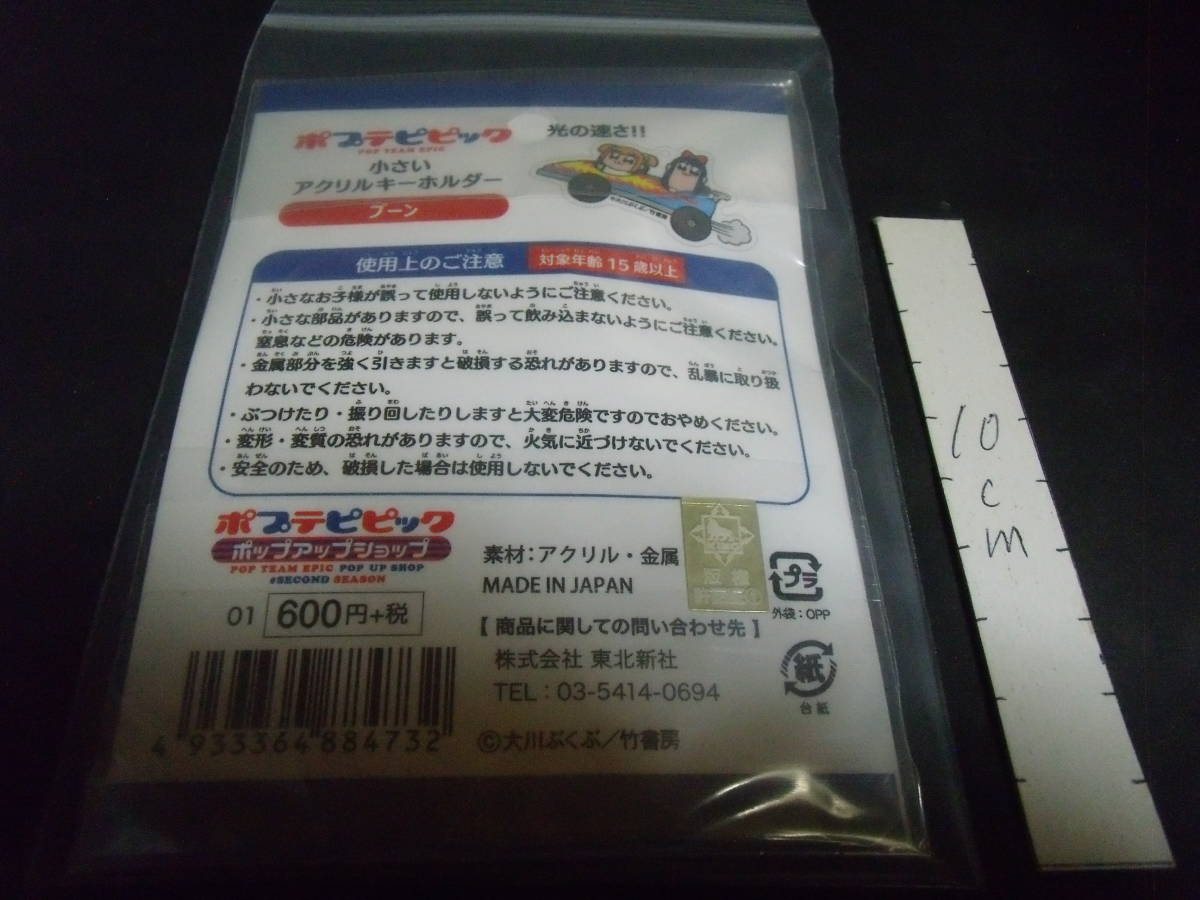 ポプテピピック
POP TEAM EPIC
小さい
アクリルキーホルダー
ブーン
光の速さ!!
©大川ぶくぶ/竹書房
使用上のご注意
対象年齢15歳以上
・小さなお子様が誤って使用しないようにご注意ください。
・小さな部品がありますので、誤って飲み込まないようにご注意ください。
窒息などの危険があります。
・金属部分を強く引きますと破損する恐れがありますので、乱暴に取り扱
わないでください。
・ぶつけたり・振り回したりしますと大変危険ですのでおやめください。
・変形・変質の恐れがありますので、火気に近づけないでください。
・安全のため、破損した場合は使用しないでください。
ポプテピピック
ポップアップショップ
POP TEAM EPIC POP UP SHOP
#SECOND SEASON
01 600円+税
4 933364 884732
素材:アクリル・金属
MADE IN JAPAN
【 商品に関しての問い合わせ先 】
株式会社 東北新社
TEL:03-5414-0694
©大川ぶくぶ/竹書房
版権
プラ
外袋:OPP
紙
台紙
10
c
m